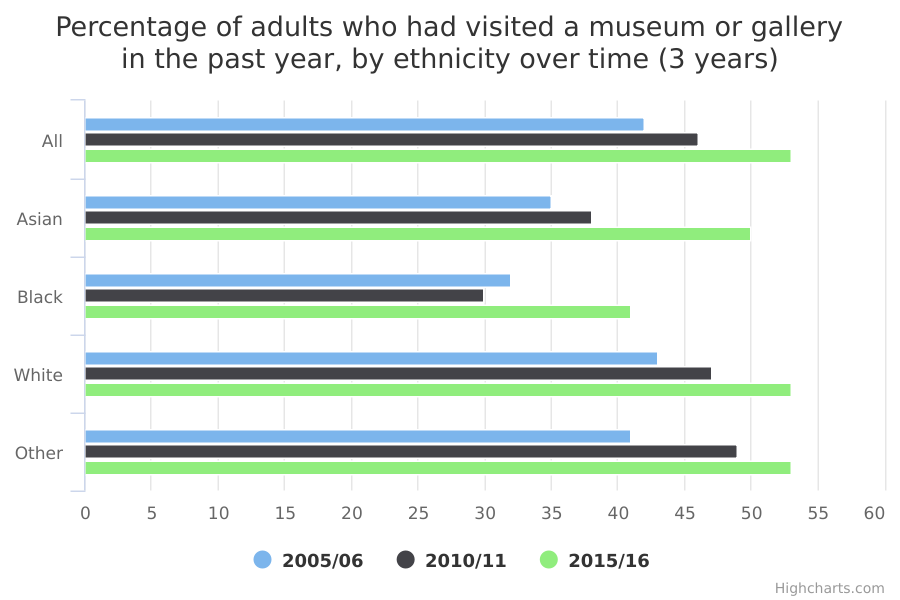 Percentage of adults who had visited a museum or gallery
in the past year, by ethnicity over time (3 years)
All
Asian
Black
White
Other
0 5 10 15 20 25 30 35 40 45 50 55 60
2005/06 2010/11 2015/16
Highcharts.com